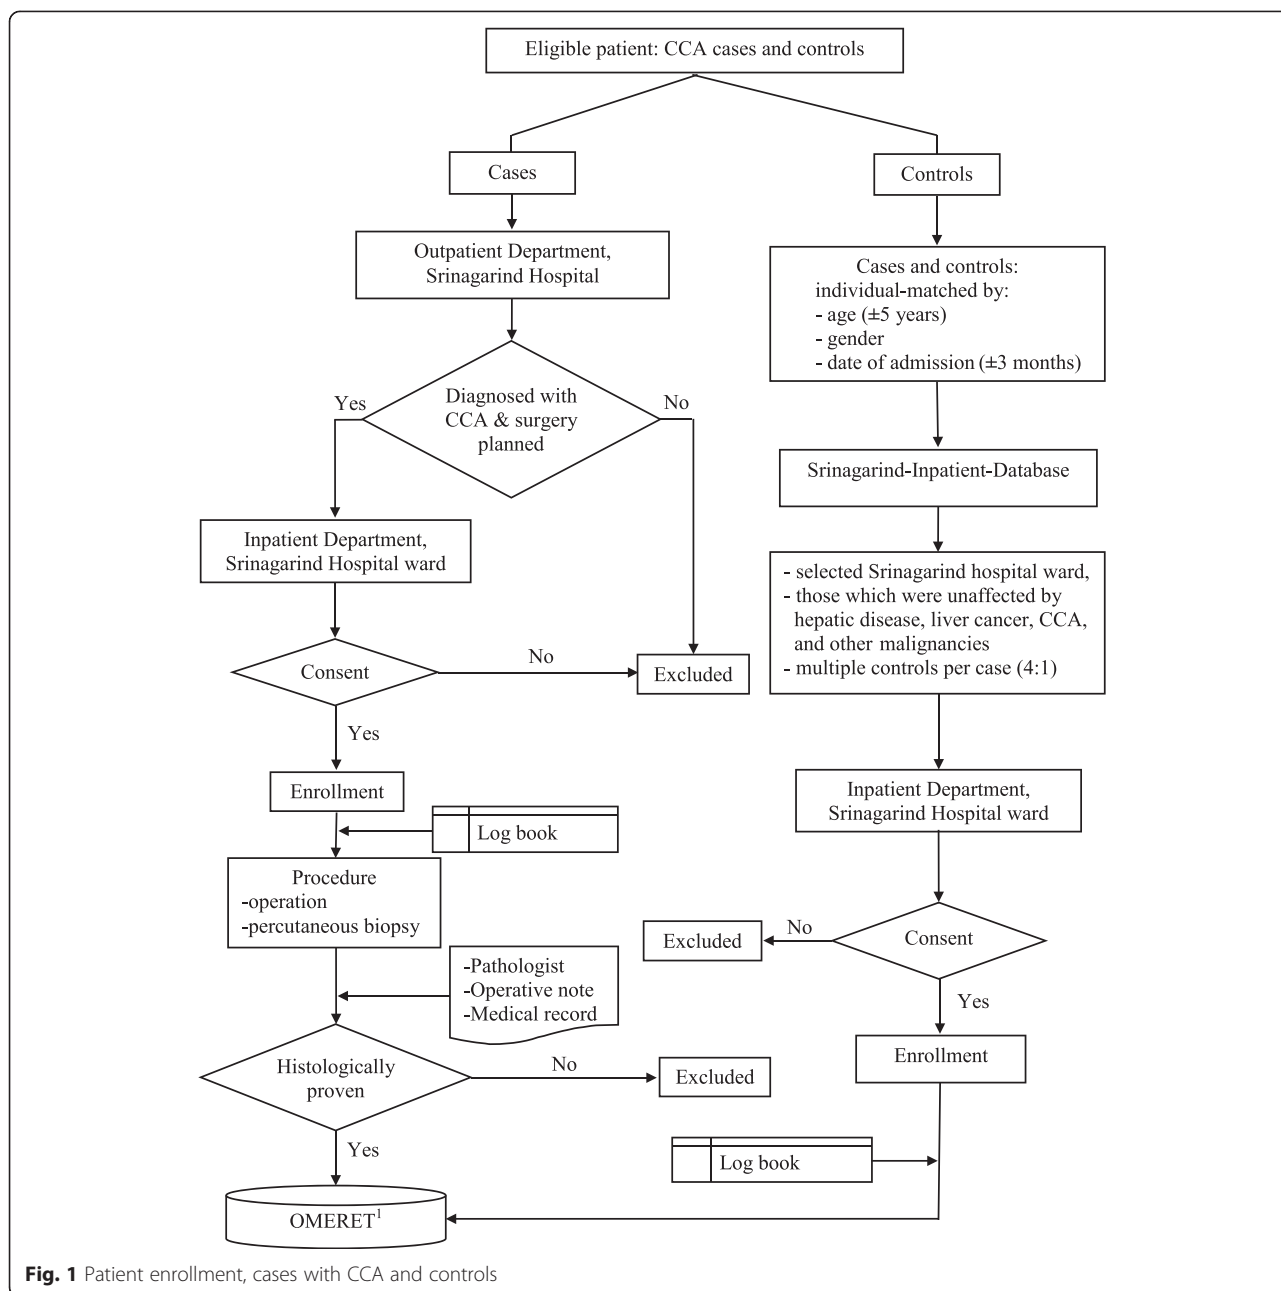 Eligible patient: CCA cases and controls
Cases
Controls
Outpatient Department,
Srinagarind Hospital
Cases and controls:
individual-matched by:
- age (±5 years)
- gender
- date of admission (±3 months)
Diagnosed with
CCA & surgery
planned
Yes
No
Srinagarind-Inpatient-Database
Inpatient Department,
Srinagarind Hospital ward
- selected Srinagarind hospital ward,
- those which were unaffected by
hepatic disease, liver cancer, CCA,
and other malignancies
- multiple controls per case (4:1)
Consent
No
Excluded
Yes
Enrollment
Log book
Inpatient Department,
Srinagarind Hospital ward
Procedure
-operation
-percutaneous biopsy
Consent
No
Excluded
Yes
-Pathologist
-Operative note
-Medical record
Enrollment
Histologically
proven
No
Excluded
Yes
Log book
OMERET¹
Fig. 1 Patient enrollment, cases with CCA and controls